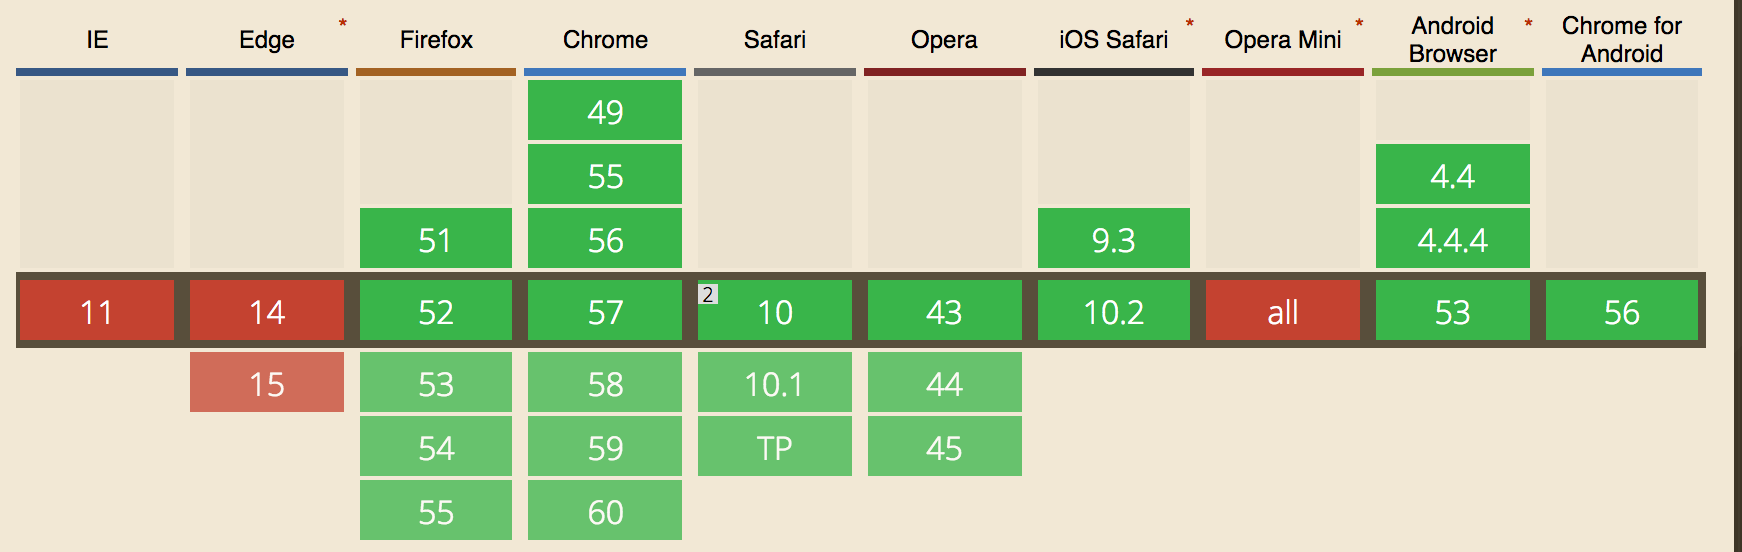 IE Edge * Firefox Chrome Safari Opera iOS Safari * Opera Mini * Android Browser * Chrome for Android
49
55 4.4
51 56 9.3 4.4.4
11 14 52 57 2 10 43 10.2 all 53 56
15 53 58 10.1 44
54 59 TP 45
55 60